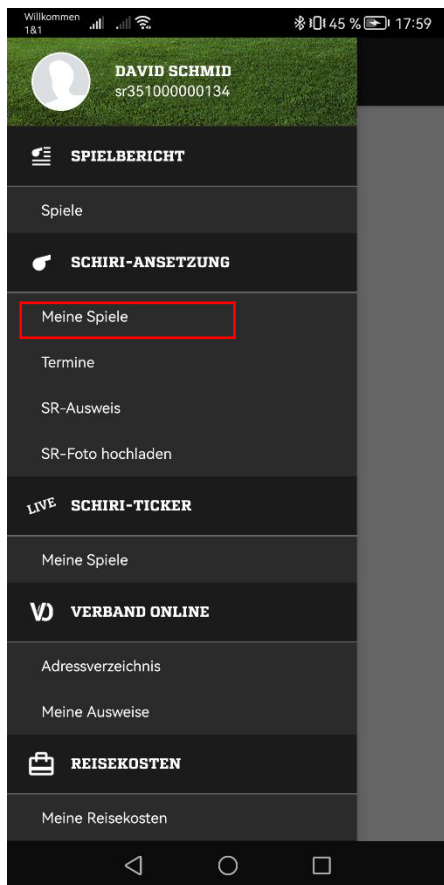 Willkommen
1&1
45 % 17:59
DAVID SCHMID
sr351000000134
SPIELBERICHT
Spiele
SCHIRI-ANSETZUNG
Meine Spiele
Termine
SR-Ausweis
SR-Foto hochladen
LIVE SCHIRI-TICKER
Meine Spiele
VERBAND ONLINE
Adressverzeichnis
Meine Ausweise
REISEKOSTEN
Meine Reisekosten